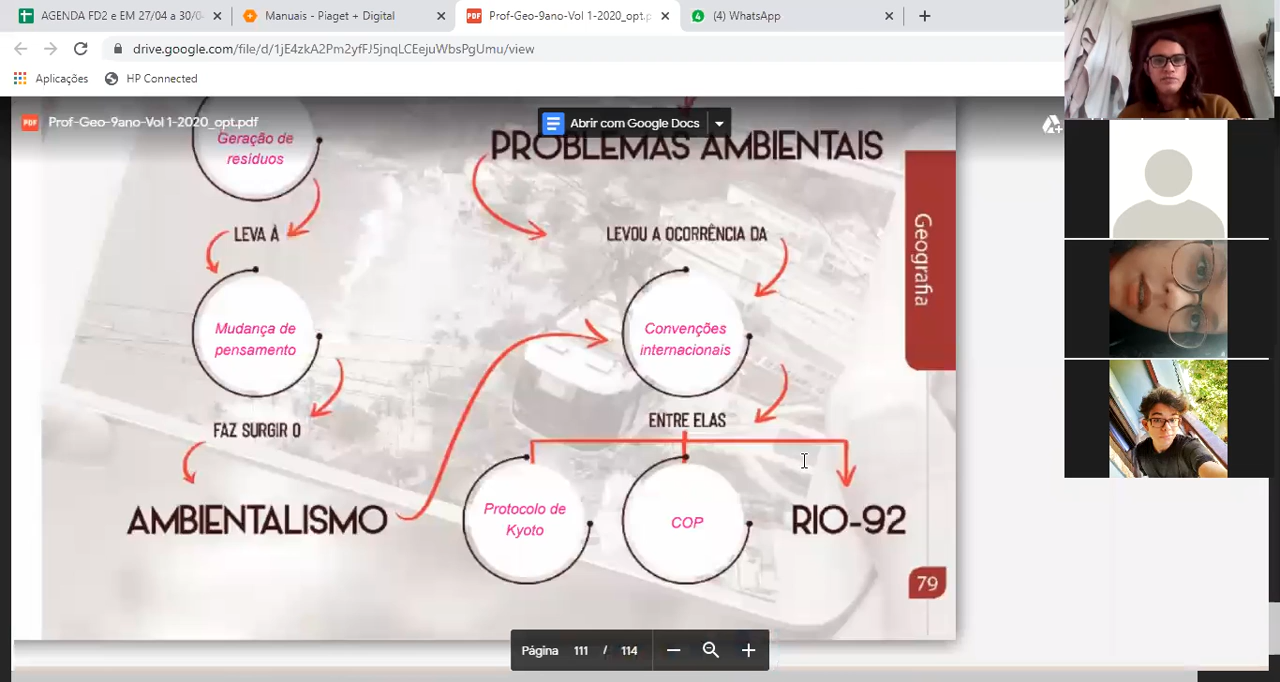 AGENDA FD2 e EM 27/04 a 30/0
Manuais - Piaget + Digital
Prof-Geo-9ano-Vol 1-2020_opt.p
(4) WhatsApp
drive.google.com/file/d/1jE4zkA2Pm2yfFJ5jnqLCEejuWbsPgUmu/view
Aplicações
HP Connected
PDF Prof-Geo-9ano-Vol 1-2020_opt.pdf
Abrir com Google Docs
Geração de
resíduos
PROBLEMAS AMBIENTAIS
LEVA À
LEVOU A OCORRÊNCIA DA
Geografia
Mudança de
pensamento
Convenções
internacionais
FAZ SURGIR O
ENTRE ELAS
AMBIENTALISMO
Protocolo de
Kyoto
COP
RIO-92
79
Página 111 / 114